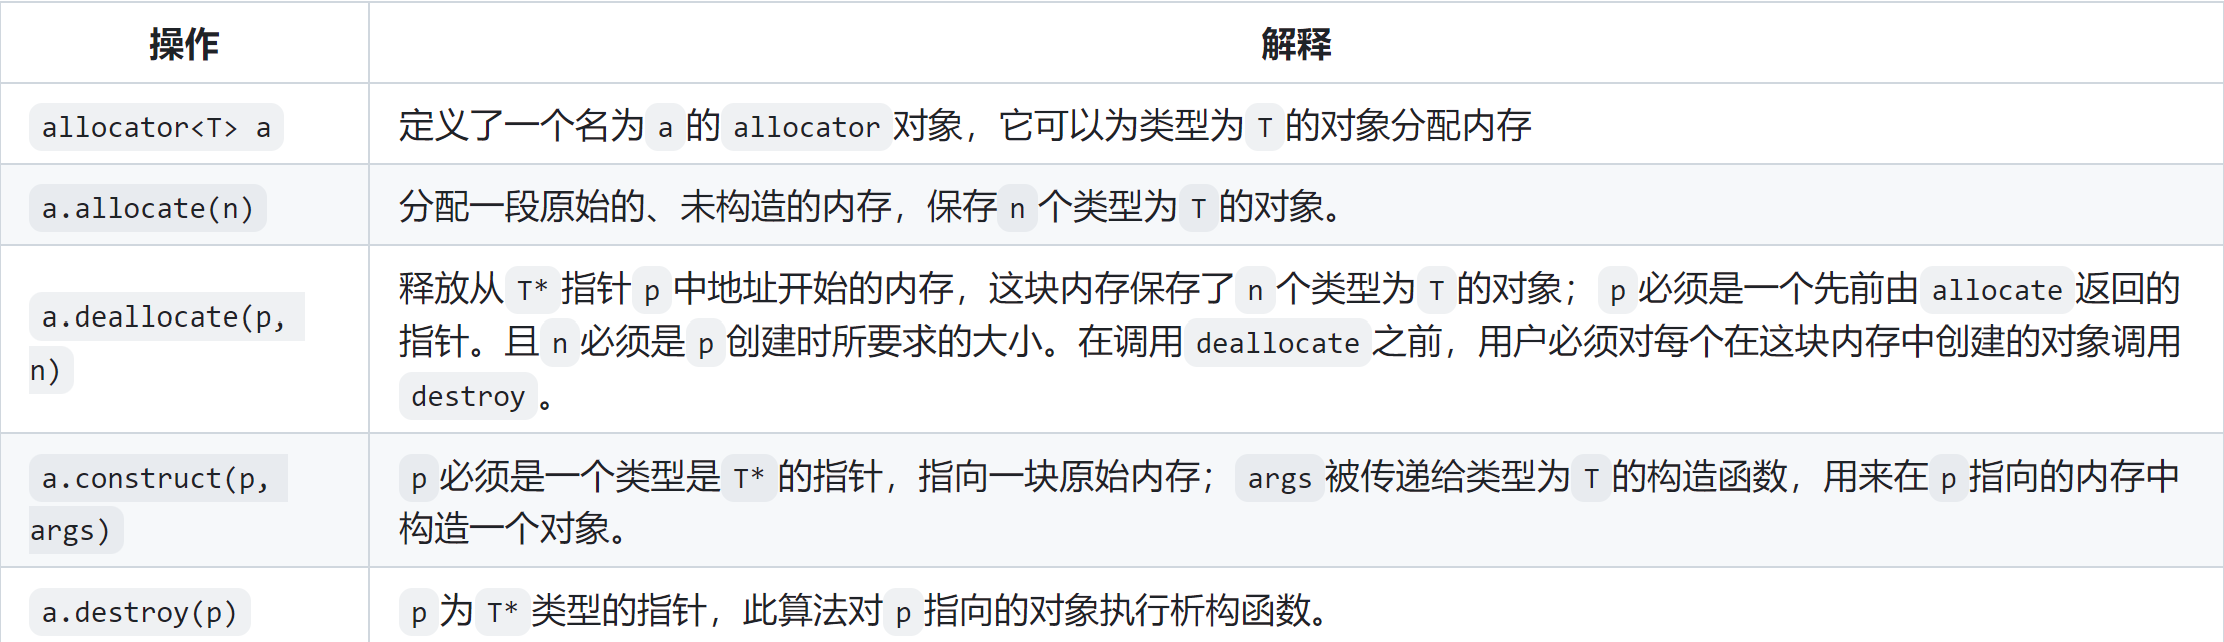 操作 解释
allocator<T> a 定义了一个名为 a 的 allocator 对象，它可以为类型为 T 的对象分配内存
a.allocate(n) 分配一段原始的、未构造的内存，保存 n 个类型为 T 的对象。
a.deallocate(p,
n)
释放从 T* 指针 p 中地址开始的内存，这块内存保存了 n 个类型为 T 的对象； p 必须是一个先前由 allocate 返回的
指针。且 n 必须是 p 创建时所要求的大小。在调用 deallocate 之前，用户必须对每个在这块内存中创建的对象调用
destroy 。
a.construct(p,
args)
p 必须是一个类型是 T* 的指针，指向一块原始内存； args 被传递给类型为 T 的构造函数，用来在 p 指向的内存中
构造一个对象。
a.destroy(p) p 为 T* 类型的指针，此算法对 p 指向的对象执行析构函数。